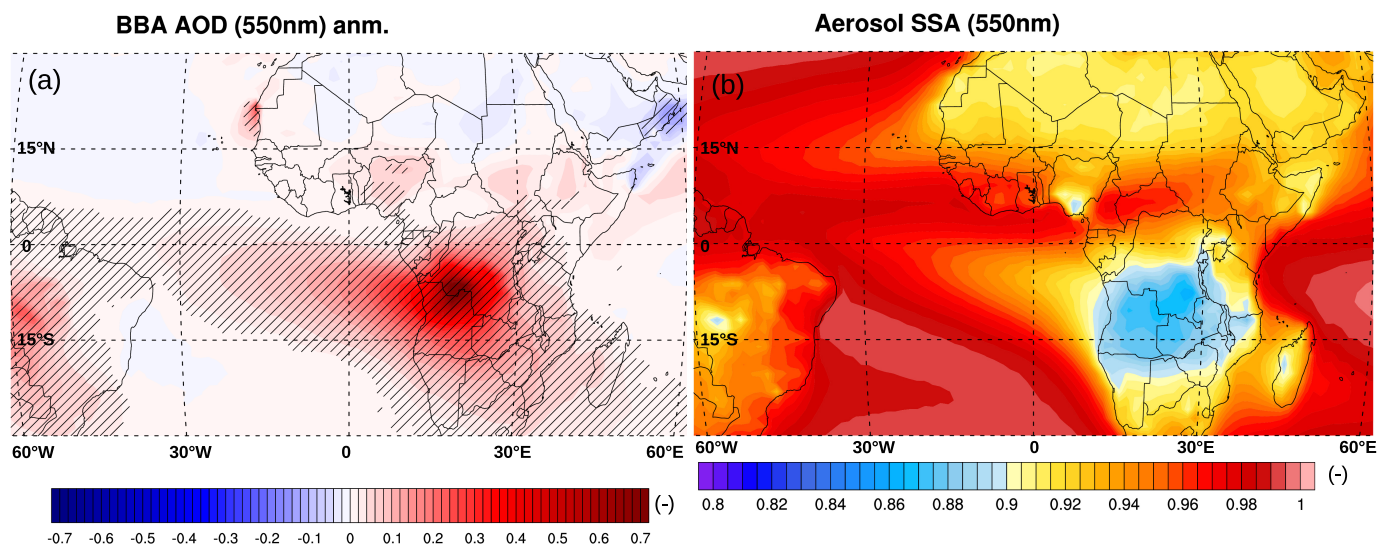 BBA AOD (550nm) anm.
Aerosol SSA (550nm)
(a)
(b)
15°N
15°N
0
0
15°S
15°S
60°W 30°W 0 30°E 60°E
60°W 30°W 0 30°E 60°E
-0.7 -0.6 -0.5 -0.4 -0.3 -0.2 -0.1 0 0.1 0.2 0.3 0.4 0.5 0.6 0.7 (-)
0.8 0.82 0.84 0.86 0.88 0.9 0.92 0.94 0.96 0.98 1 (-)